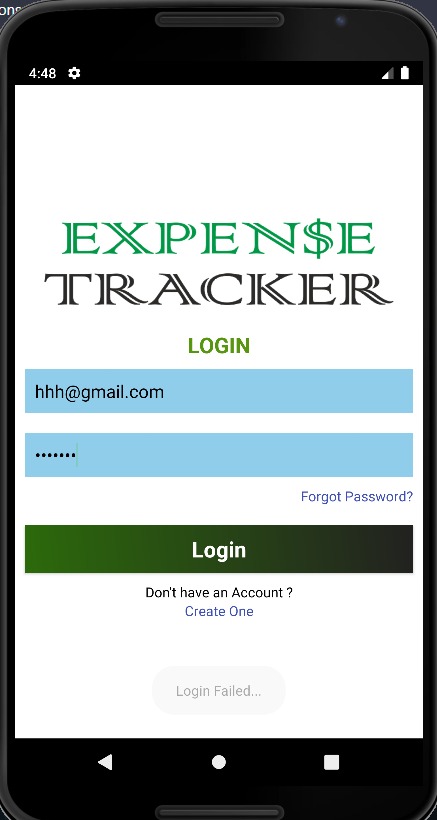 ons
4:48
EXPEN$E
TRACKER
LOGIN
hhh@gmail.com
•••••••
Forgot Password?
Login
Don't have an Account ?
Create One
Login Failed...